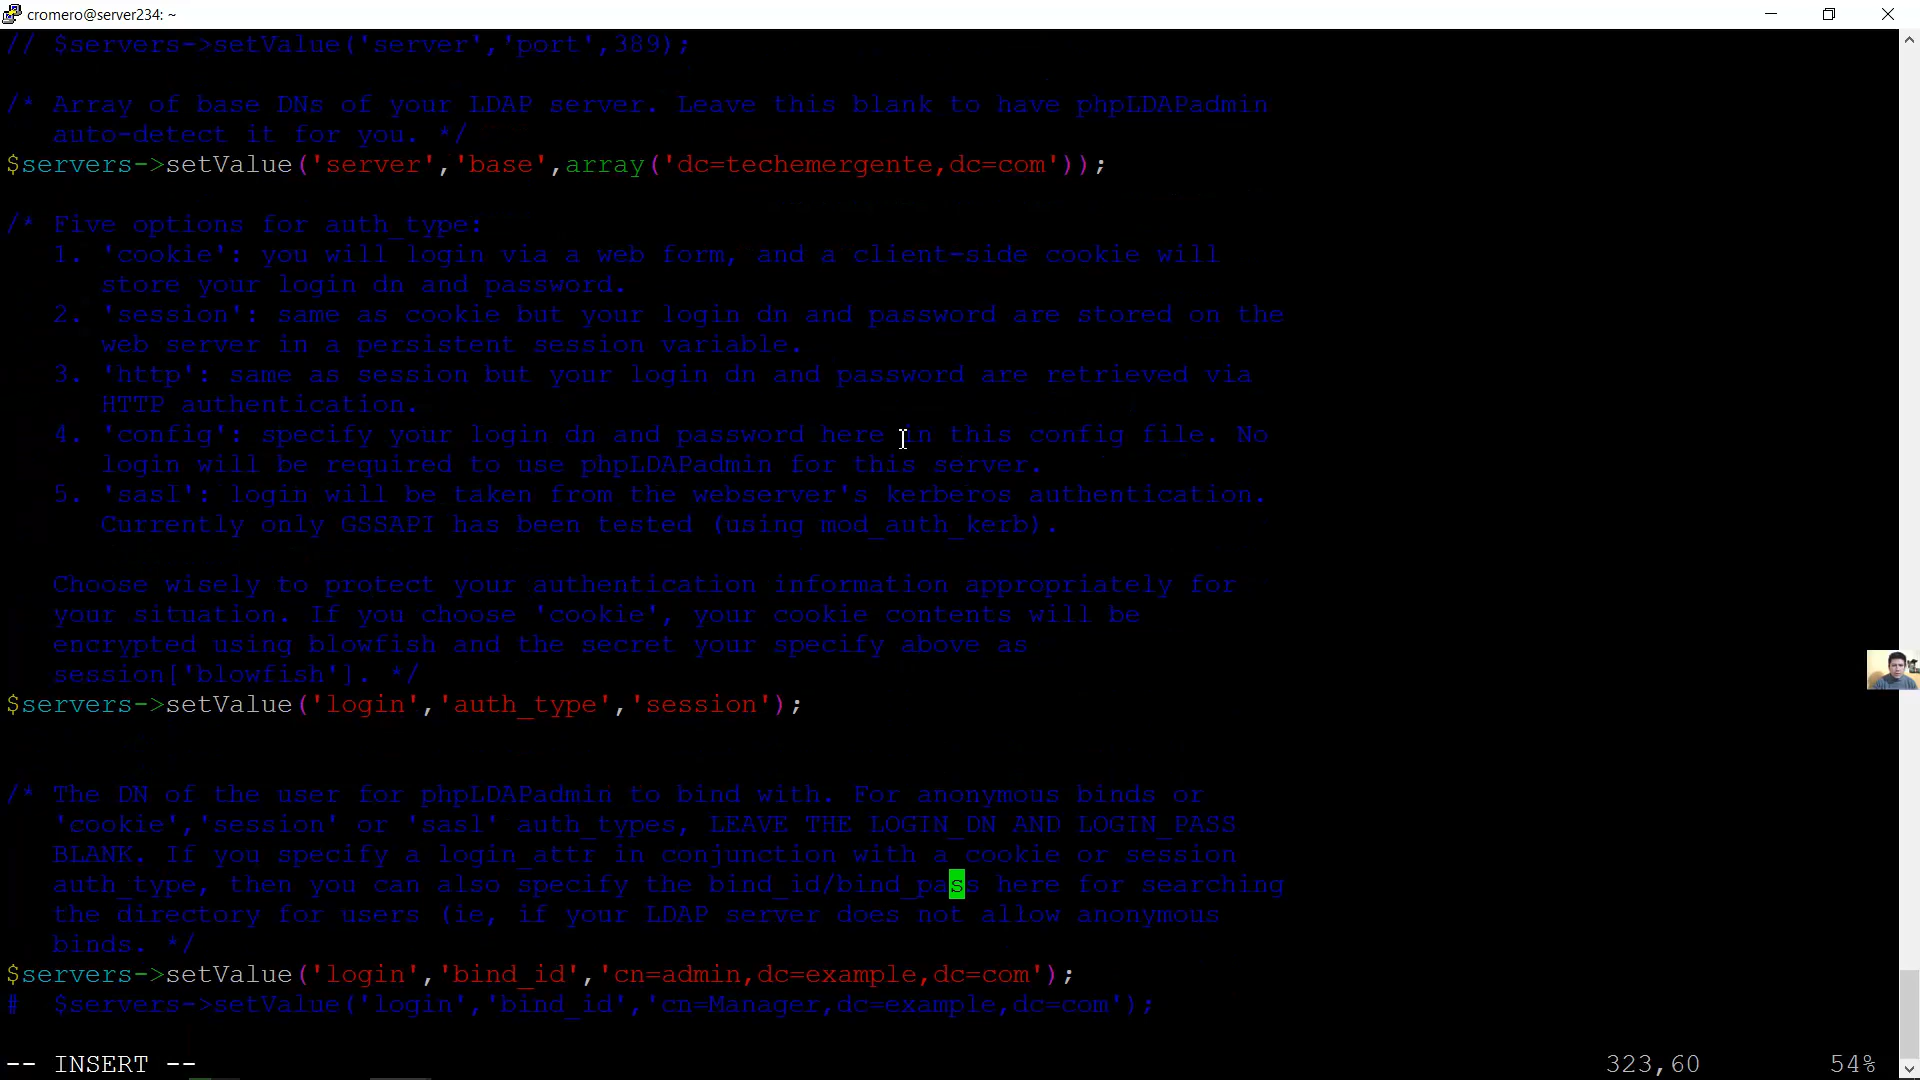 cromero@server234: ~
// $servers->setValue('server','port',389);
/* Array of base DNs of your LDAP server. Leave this blank to have phpLDAPadmin
auto-detect it for you. */
$servers->setValue('server','base',array('dc=techemergente,dc=com'));
/* Five options for auth_type:
1. 'cookie': you will login via a web form, and a client-side cookie will
store your login dn and password.
2. 'session': same as cookie but your login dn and password are stored on the
web server in a persistent session variable.
3. 'http': same as session but your login dn and password are retrieved via
HTTP authentication.
4. 'config': specify your login dn and password here in this config file. No
login will be required to use phpLDAPadmin for this server.
5. 'sasl': login will be taken from the webserver's kerberos authentication.
Currently only GSSAPI has been tested (using mod_auth_kerb).
Choose wisely to protect your authentication information appropriately for
your situation. If you choose 'cookie', your cookie contents will be
encrypted using blowfish and the secret your specify above as
session['blowfish']. */
$servers->setValue('login','auth_type','session');
/* The DN of the user for phpLDAPadmin to bind with. For anonymous binds or
'cookie','session' or 'sasl' auth_types, LEAVE THE LOGIN_DN AND LOGIN_PASS
BLANK. If you specify a login_attr in conjunction with a cookie or session
auth_type, then you can also specify the bind_id/bind_pass here for searching
the directory for users (ie, if your LDAP server does not allow anonymous
binds. */
$servers->setValue('login','bind_id','cn=admin,dc=example,dc=com');
#  $servers->setValue('login','bind_id','cn=Manager,dc=example,dc=com');
-- INSERT -- 323,60 54%